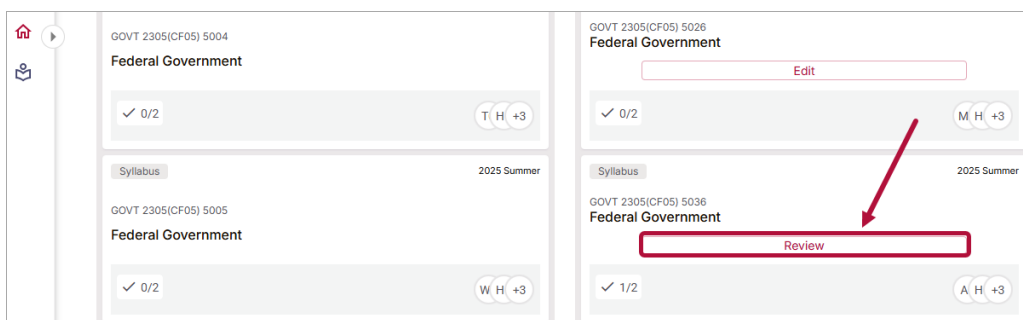 GOVT 2305(CF05) 5004
Federal Government
0/2
T H +3
GOVT 2305(CF05) 5026
Federal Government
Edit
0/2
M H +3
Syllabus 2025 Summer
GOVT 2305(CF05) 5005
Federal Government
0/2
W H +3
Syllabus 2025 Summer
GOVT 2305(CF05) 5036
Federal Government
Review
1/2
A H +3